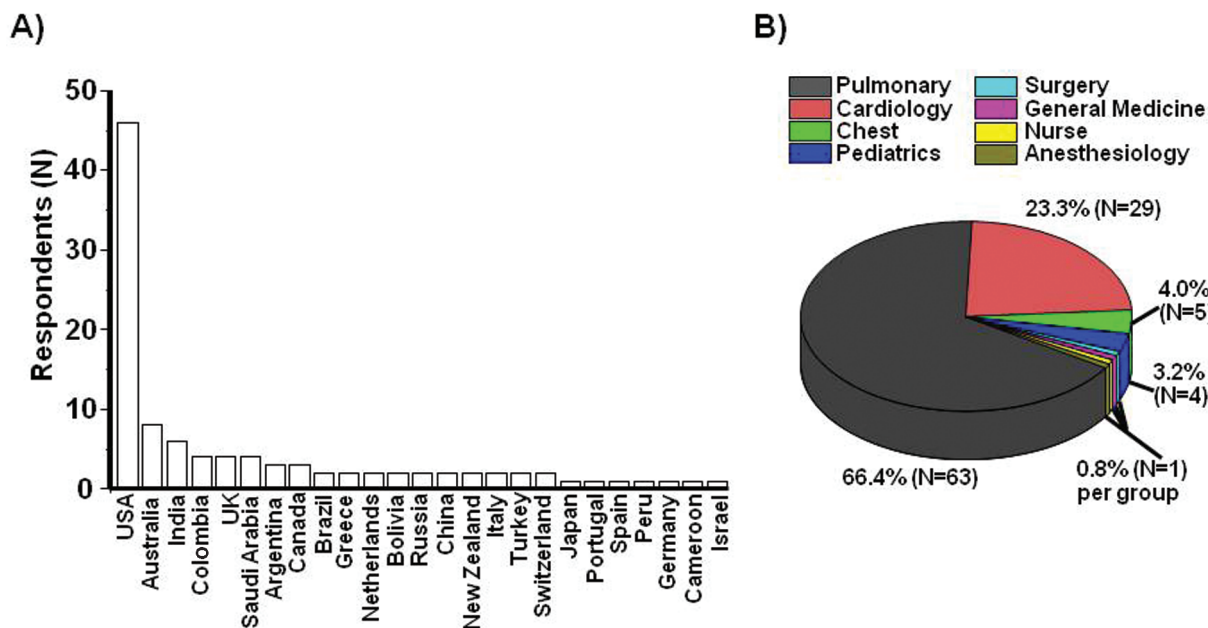 A)
50
40
30
20
10
0
Respondents (N)
USA
Australia
India
Colombia
UK
Saudi Arabia
Argentina
Canada
Brazil
Greece
Netherlands
Bolivia
Russia
China
New Zealand
Italy
Turkey
Switzerland
Japan
Portugal
Spain
Peru
Germany
Cameroon
Israel
B)
Pulmonary
Cardiology
Chest
Pediatrics
Surgery
General Medicine
Nurse
Anesthesiology
23.3% (N=29)
4.0%
(N=5)
3.2%
(N=4)
0.8% (N=1)
per group
66.4% (N=63)